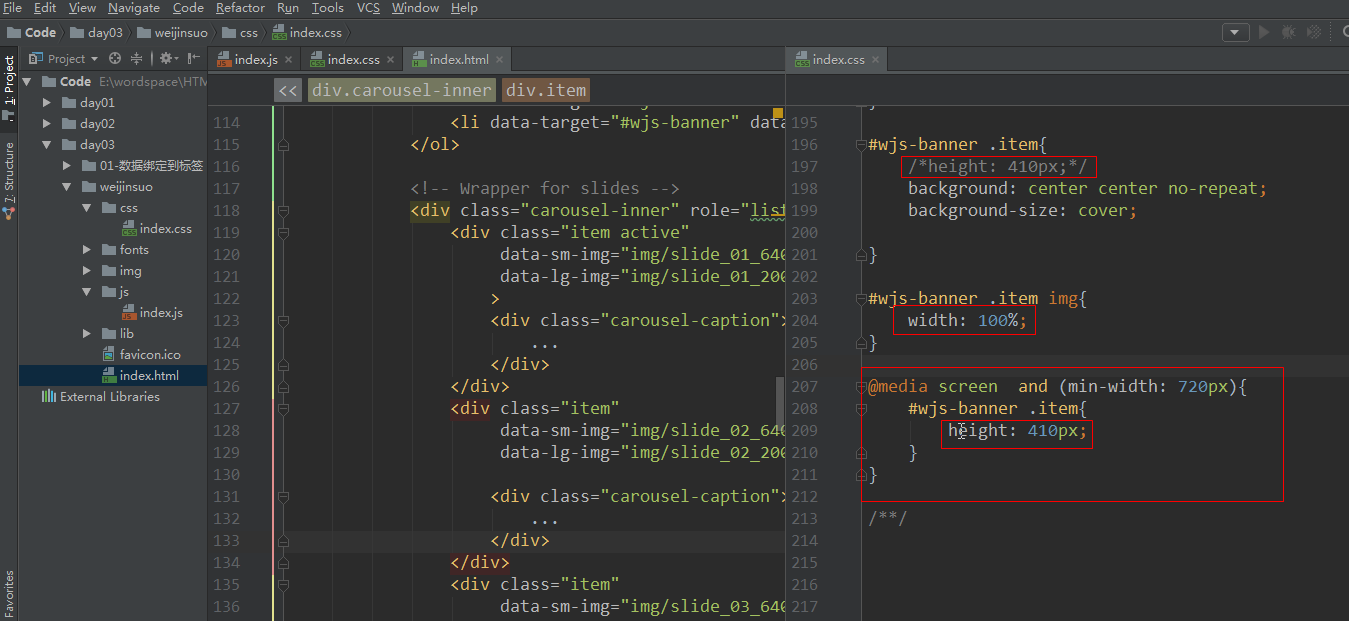 File Edit View Navigate Code Refactor Run Tools VCS Window Help
Code day03 weijinsuo css index.css
1: Project
7: Structure
Favorites
Project
Code E:\wordspace\HTM
day01
day02
day03
01-数据绑定到标签
weijinsuo
css
index.css
fonts
img
js
index.js
lib
favicon.ico
index.html
External Libraries
index.js × index.css × index.html ×
<< div.carousel-inner div.item
114 <li data-target="#wjs-banner" data
115 </ol>
116
117 <!-- Wrapper for slides -->
118 <div class="carousel-inner" role="list
119 <div class="item active"
120 data-sm-img="img/slide_01_640
121 data-lg-img="img/slide_01_200
122 >
123 <div class="carousel-caption">
124 ...
125 </div>
126 </div>
127 <div class="item"
128 data-sm-img="img/slide_02_640
129 data-lg-img="img/slide_02_200
130
131 <div class="carousel-caption">
132 ...
133 </div>
134 </div>
135 <div class="item"
136 data-sm-img="img/slide_03_640
index.css ×
195
196 #wjs-banner .item{
197 /*height: 410px;*/
198 background: center center no-repeat;
199 background-size: cover;
200
201 }
202
203 #wjs-banner .item img{
204 width: 100%;
205 }
206
207 @media screen  and (min-width: 720px){
208 #wjs-banner .item{
209 height: 410px;
210 }
211 }
212
213 /**/
214
215
216
217